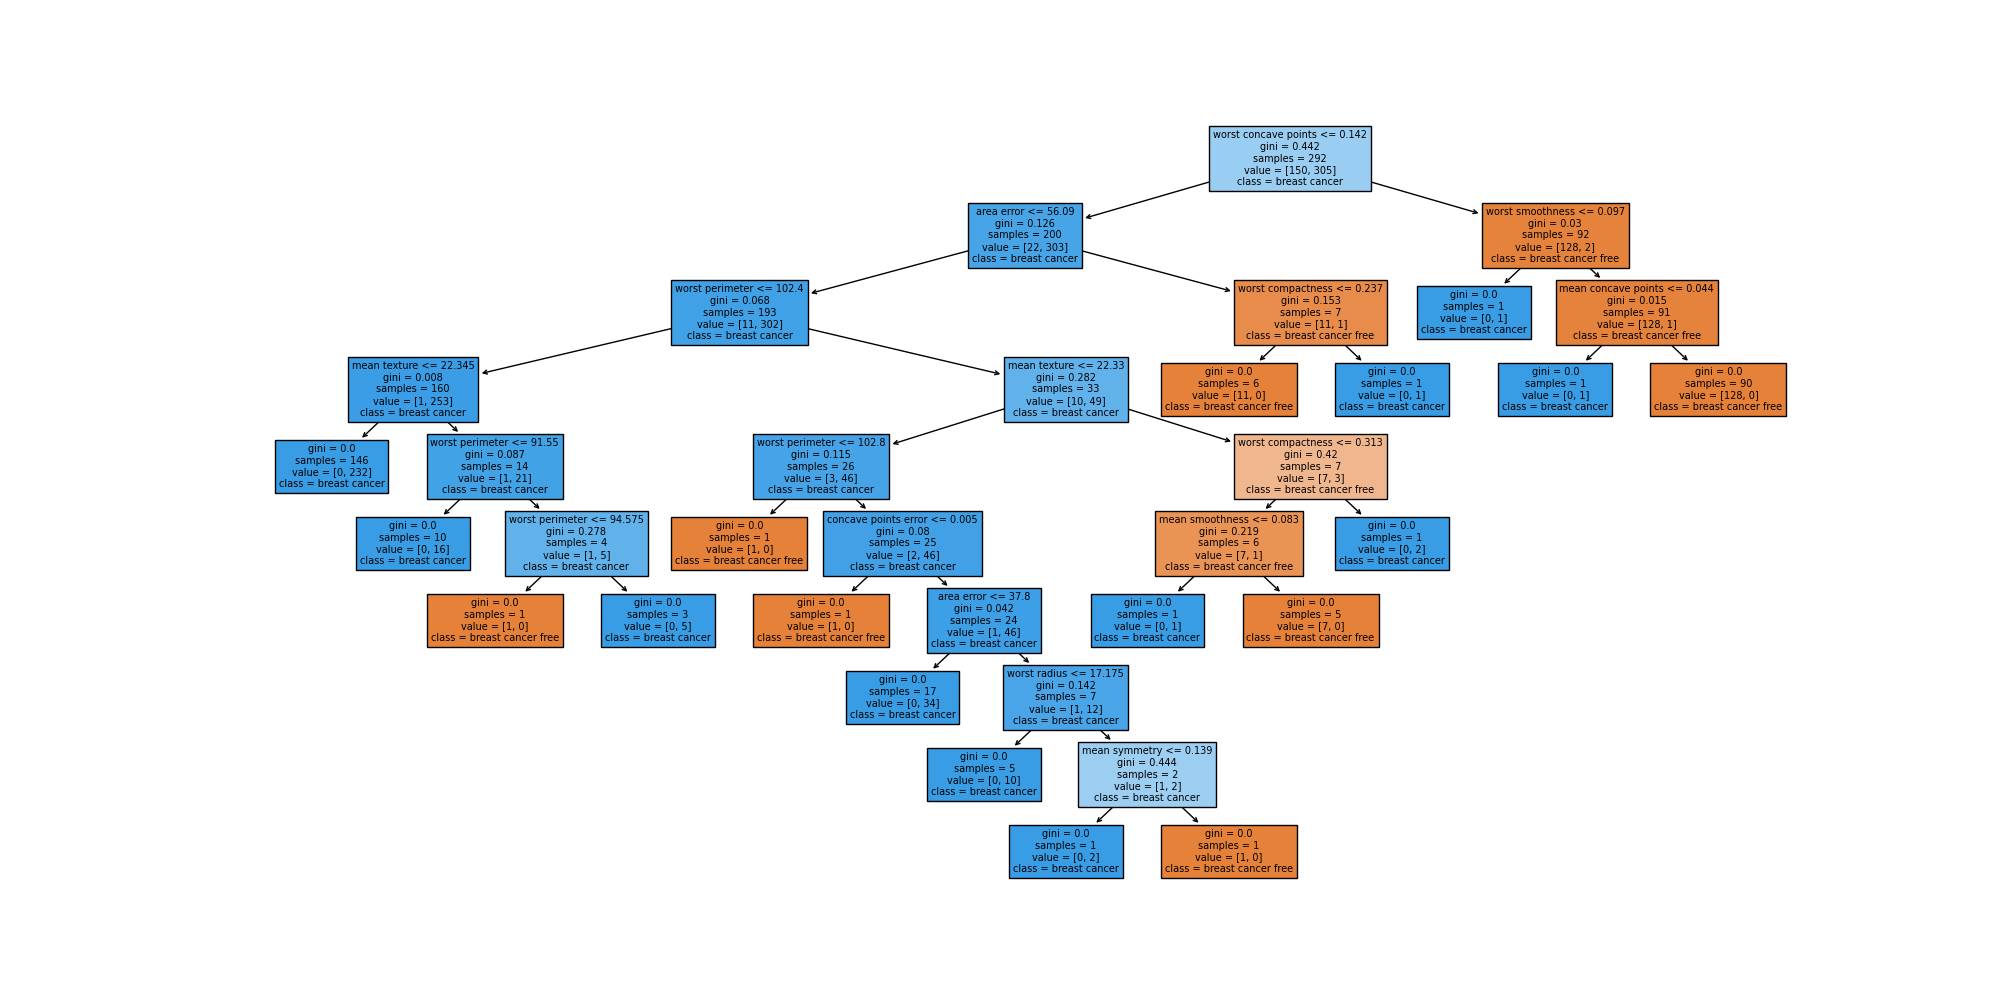 worst concave points <= 0.142
gini = 0.442
samples = 292
value = [150, 305]
class = breast cancer
area error <= 56.09
gini = 0.126
samples = 200
value = [22, 303]
class = breast cancer
worst smoothness <= 0.097
gini = 0.03
samples = 92
value = [128, 2]
class = breast cancer free
worst perimeter <= 102.4
gini = 0.068
samples = 193
value = [11, 302]
class = breast cancer
worst compactness <= 0.237
gini = 0.153
samples = 7
value = [11, 1]
class = breast cancer free
gini = 0.0
samples = 1
value = [0, 1]
class = breast cancer
mean concave points <= 0.044
gini = 0.015
samples = 91
value = [128, 1]
class = breast cancer free
mean texture <= 22.345
gini = 0.008
samples = 160
value = [1, 253]
class = breast cancer
mean texture <= 22.33
gini = 0.282
samples = 33
value = [10, 49]
class = breast cancer
gini = 0.0
samples = 6
value = [11, 0]
class = breast cancer free
gini = 0.0
samples = 1
value = [0, 1]
class = breast cancer
gini = 0.0
samples = 1
value = [0, 1]
class = breast cancer
gini = 0.0
samples = 90
value = [128, 0]
class = breast cancer free
gini = 0.0
samples = 146
value = [0, 232]
class = breast cancer
worst perimeter <= 91.55
gini = 0.087
samples = 14
value = [1, 21]
class = breast cancer
worst perimeter <= 102.8
gini = 0.115
samples = 26
value = [3, 46]
class = breast cancer
worst compactness <= 0.313
gini = 0.42
samples = 7
value = [7, 3]
class = breast cancer free
gini = 0.0
samples = 10
value = [0, 16]
class = breast cancer
worst perimeter <= 94.575
gini = 0.278
samples = 4
value = [1, 5]
class = breast cancer
gini = 0.0
samples = 1
value = [1, 0]
class = breast cancer free
concave points error <= 0.005
gini = 0.08
samples = 25
value = [2, 46]
class = breast cancer
mean smoothness <= 0.083
gini = 0.219
samples = 6
value = [7, 1]
class = breast cancer free
gini = 0.0
samples = 1
value = [0, 2]
class = breast cancer
gini = 0.0
samples = 1
value = [1, 0]
class = breast cancer free
gini = 0.0
samples = 3
value = [0, 5]
class = breast cancer
gini = 0.0
samples = 1
value = [1, 0]
class = breast cancer free
area error <= 37.8
gini = 0.042
samples = 24
value = [1, 46]
class = breast cancer
gini = 0.0
samples = 1
value = [0, 1]
class = breast cancer
gini = 0.0
samples = 5
value = [7, 0]
class = breast cancer free
gini = 0.0
samples = 17
value = [0, 34]
class = breast cancer
worst radius <= 17.175
gini = 0.142
samples = 7
value = [1, 12]
class = breast cancer
gini = 0.0
samples = 5
value = [0, 10]
class = breast cancer
mean symmetry <= 0.139
gini = 0.444
samples = 2
value = [1, 2]
class = breast cancer
gini = 0.0
samples = 1
value = [0, 2]
class = breast cancer
gini = 0.0
samples = 1
value = [1, 0]
class = breast cancer free